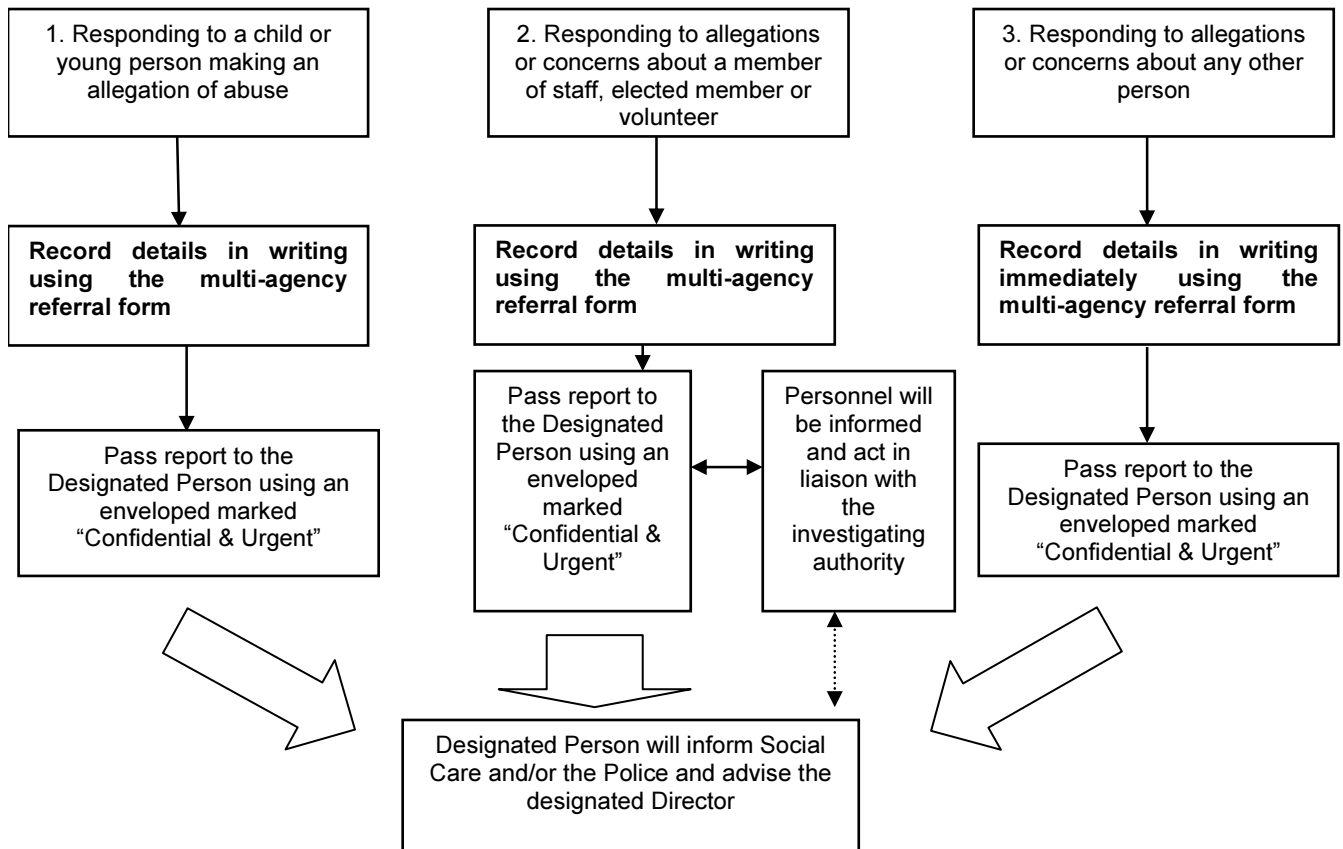 1. Responding to a child or
young person making an
allegation of abuse
2. Responding to allegations
or concerns about a member
of staff, elected member or
volunteer
3. Responding to allegations
or concerns about any other
person
Record details in writing
using the multi-agency
referral form
Record details in writing
using the multi-agency
referral form
Record details in writing
immediately using the
multi-agency referral form
Pass report to the
Designated Person using an
enveloped marked
“Confidential & Urgent”
Pass report to
the Designated
Person using an
enveloped
marked
“Confidential &
Urgent”
Personnel will
be informed
and act in
liaison with
the
investigating
authority
Pass report to the
Designated Person using an
enveloped marked
“Confidential & Urgent”
Designated Person will inform Social
Care and/or the Police and advise the
designated Director